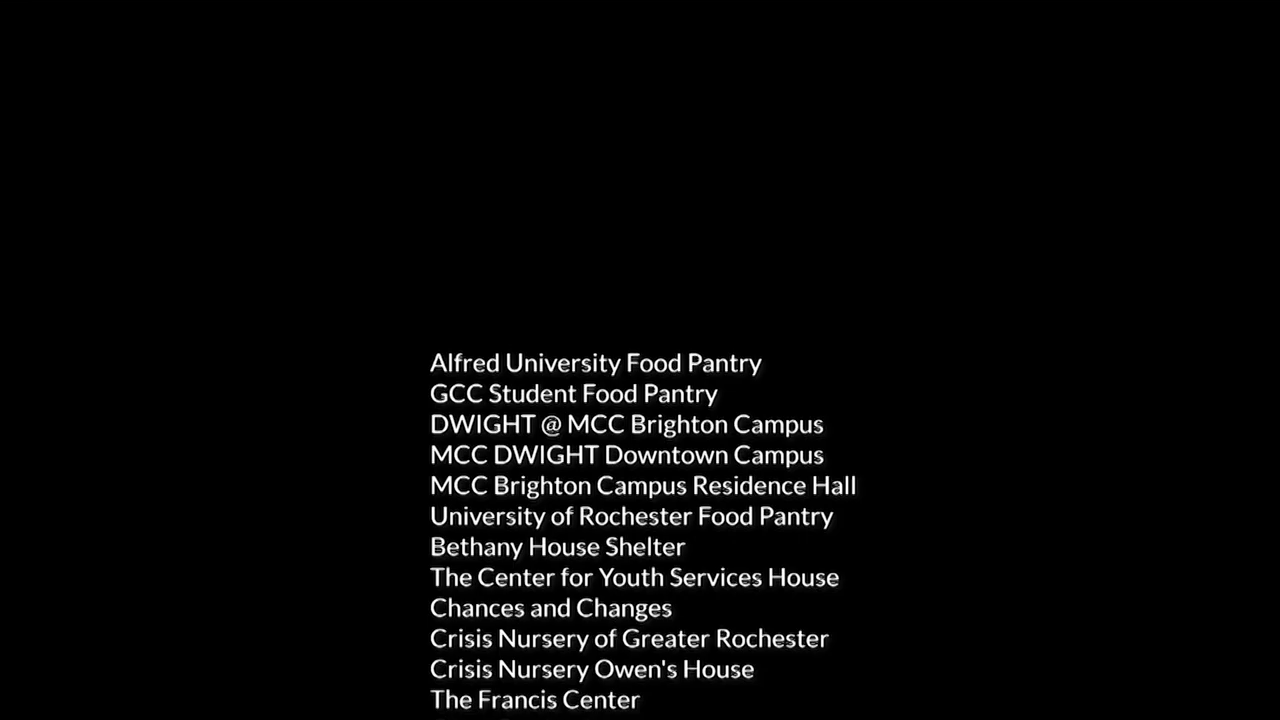 Alfred University Food Pantry
GCC Student Food Pantry
DWIGHT @ MCC Brighton Campus
MCC DWIGHT Downtown Campus
MCC Brighton Campus Residence Hall
University of Rochester Food Pantry
Bethany House Shelter
The Center for Youth Services House
Chances and Changes
Crisis Nursery of Greater Rochester
Crisis Nursery Owen's House
The Francis Center